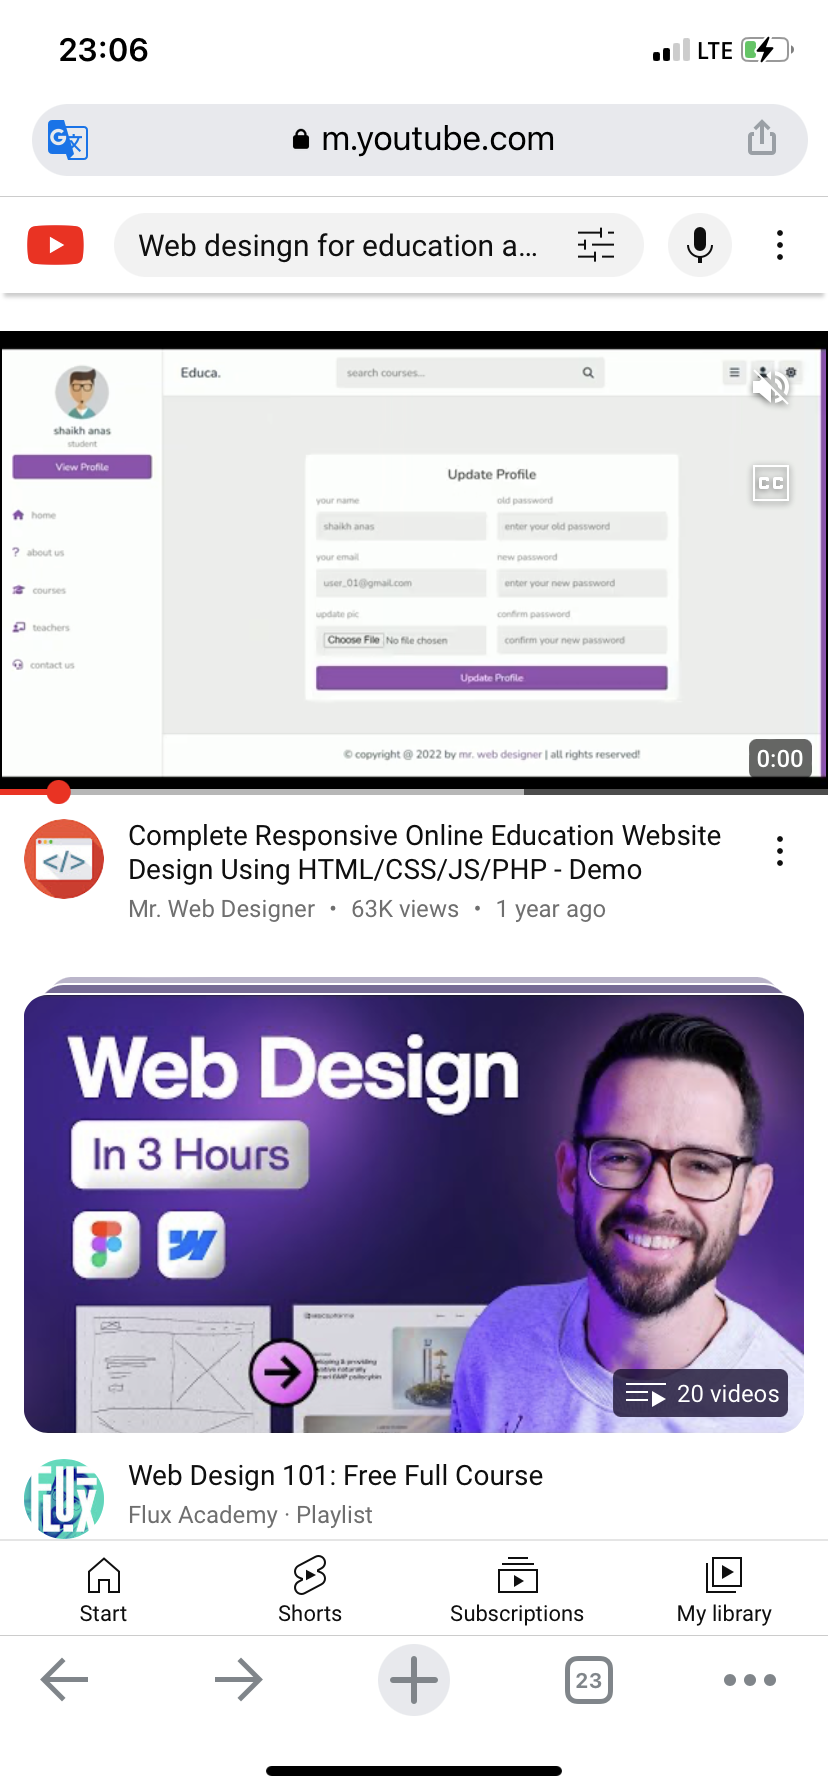 23:06
LTE
m.youtube.com
Web desingn for education a...
shaikh anas
student
View Profile
home
about us
courses
teachers
contact us
Educa.
search courses...
CC
Update Profile
your name
old password
shaikh anas
enter your old password
your email
new password
user_01@gmail.com
enter your new password
update pic
confirm password
Choose File No file chosen
confirm your new password
Update Profile
© copyright @ 2022 by mr. web designer | all rights reserved!
0:00
Complete Responsive Online Education Website
Design Using HTML/CSS/JS/PHP - Demo
Mr. Web Designer • 63K views • 1 year ago
Web Design
In 3 Hours
20 videos
FLUX
Web Design 101: Free Full Course
Flux Academy · Playlist
Start
Shorts
Subscriptions
My library
23